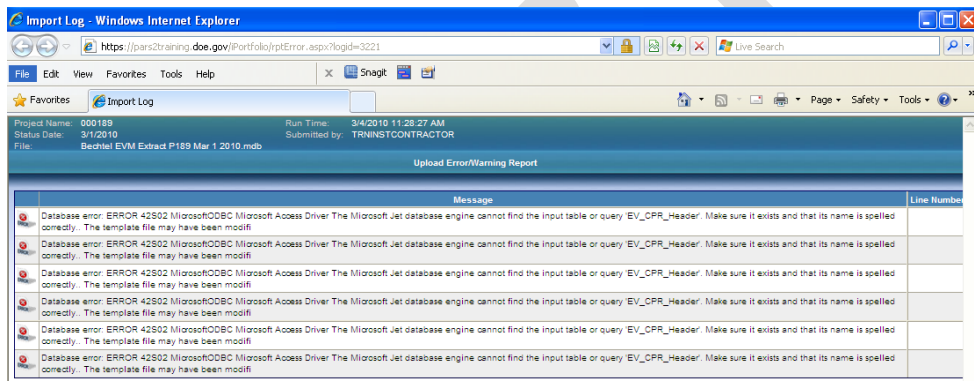 Import Log - Windows Internet Explorer
https://pars2training.doe.gov/iPortfolio/rptError.aspx?logid=3221
Live Search
File Edit View Favorites Tools Help
Snagit
Favorites
Import Log
Page
Safety
Tools
Project Name: 000189
Run Time: 3/4/2010 11:28:27 AM
Status Date: 3/1/2010
Submitted by: TRNINSTCONTRACTOR
File: Bechtel EVM Extract P189 Mar 1 2010.mdb
Upload Error/Warning Report
Message
Line Number
Database error: ERROR 42S02 MicrosoftODBC Microsoft Access Driver The Microsoft Jet database engine cannot find the input table or query 'EV_CPR_Header'. Make sure it exists and that its name is spelled
correctly.. The template file may have been modifi
Database error: ERROR 42S02 MicrosoftODBC Microsoft Access Driver The Microsoft Jet database engine cannot find the input table or query 'EV_CPR_Header'. Make sure it exists and that its name is spelled
correctly.. The template file may have been modifi
Database error: ERROR 42S02 MicrosoftODBC Microsoft Access Driver The Microsoft Jet database engine cannot find the input table or query 'EV_CPR_Header'. Make sure it exists and that its name is spelled
correctly.. The template file may have been modifi
Database error: ERROR 42S02 MicrosoftODBC Microsoft Access Driver The Microsoft Jet database engine cannot find the input table or query 'EV_CPR_Header'. Make sure it exists and that its name is spelled
correctly.. The template file may have been modifi
Database error: ERROR 42S02 MicrosoftODBC Microsoft Access Driver The Microsoft Jet database engine cannot find the input table or query 'EV_CPR_Header'. Make sure it exists and that its name is spelled
correctly.. The template file may have been modifi
Database error: ERROR 42S02 MicrosoftODBC Microsoft Access Driver The Microsoft Jet database engine cannot find the input table or query 'EV_CPR_Header'. Make sure it exists and that its name is spelled
correctly.. The template file may have been modifi